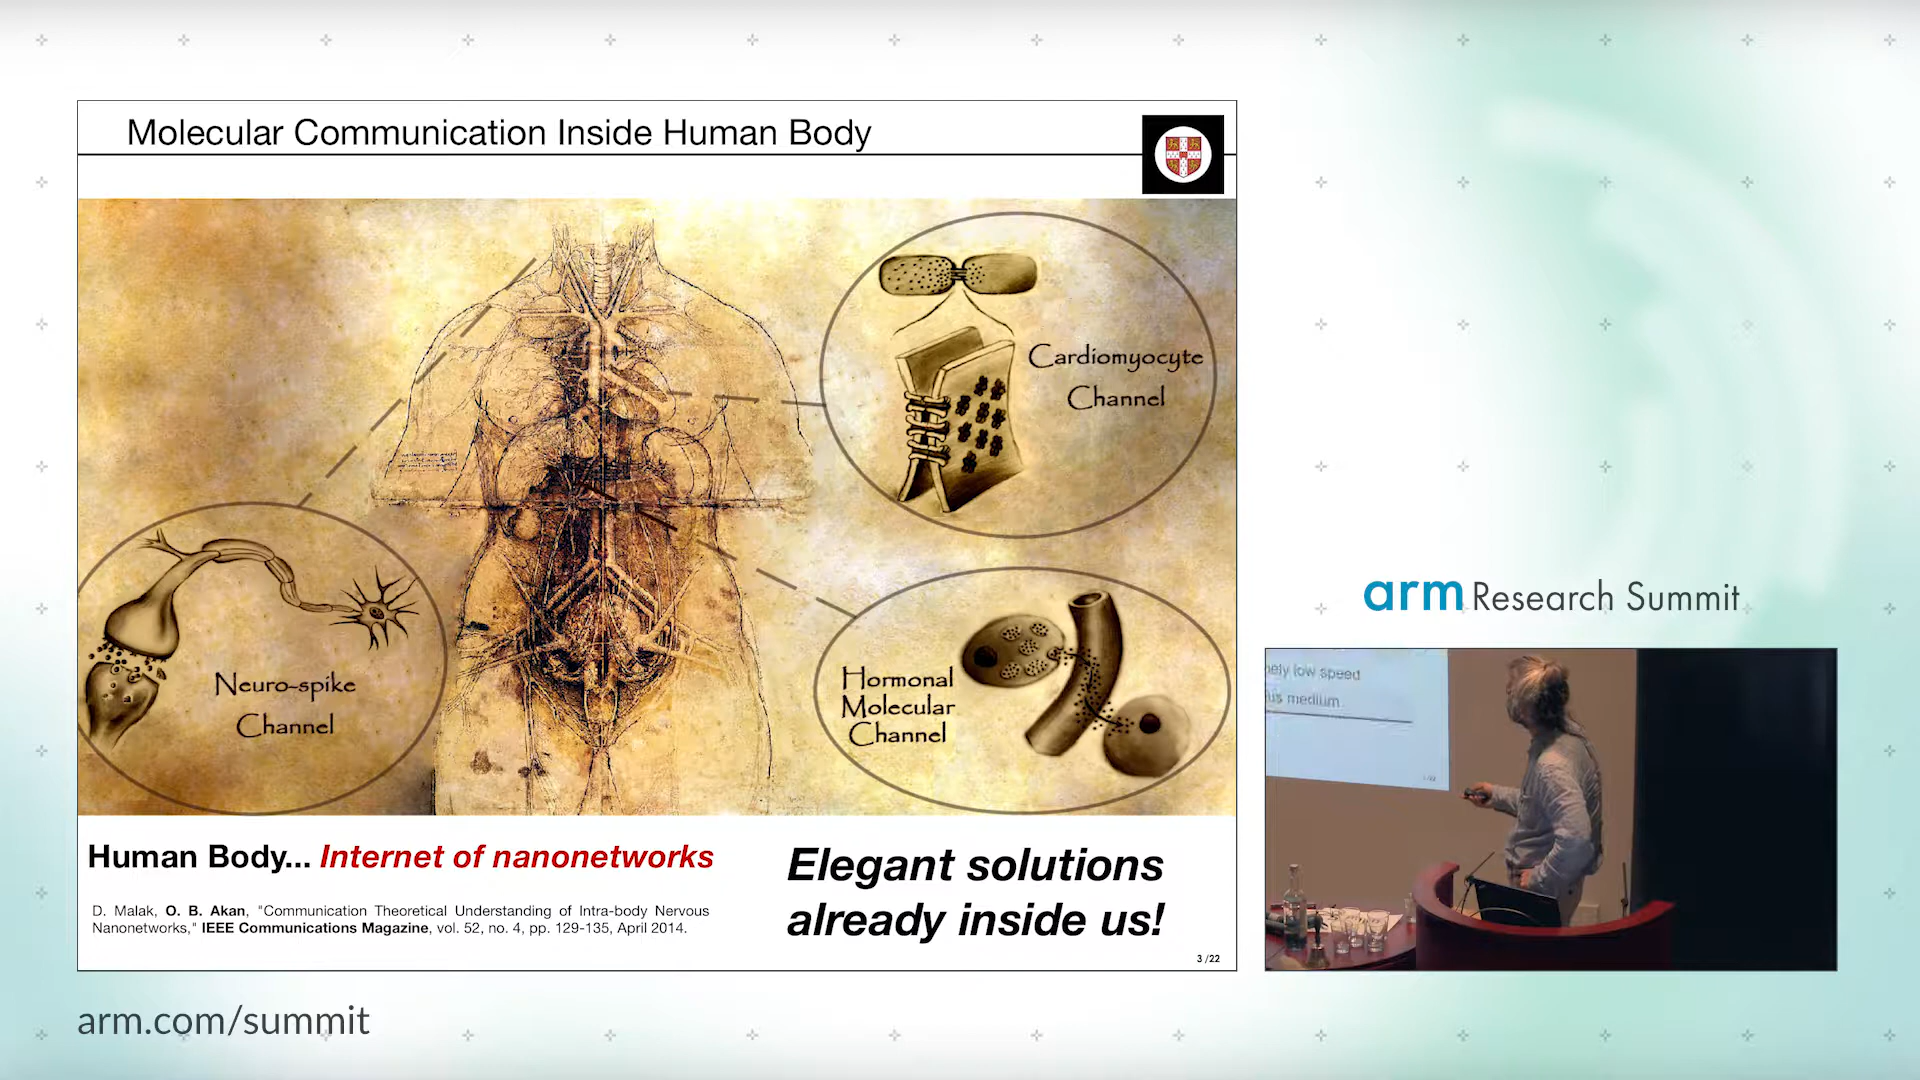 Molecular Communication Inside Human Body
Cardiomyocyte
Channel
Neuro-spike
Channel
Hormonal
Molecular
Channel
Human Body... Internet of nanonetworks
D. Malak, O. B. Akan, "Communication Theoretical Understanding of Intra-body Nervous
Nanonetworks," IEEE Communications Magazine, vol. 52, no. 4, pp. 129-135, April 2014.
Elegant solutions
already inside us!
3 /22
arm Research Summit
low speed
medium
arm.com/summit